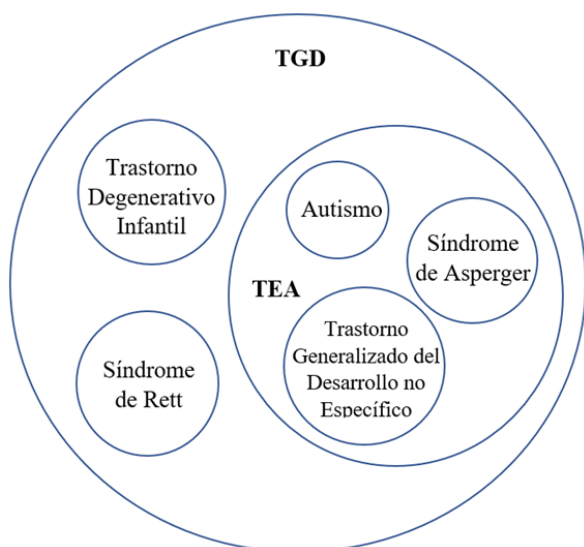 TGD
Trastorno
Degenerativo
Infantil
Autismo
Síndrome
de Asperger
TEA
Trastorno
Generalizado del
Desarrollo no
Específico
Síndrome
de Rett